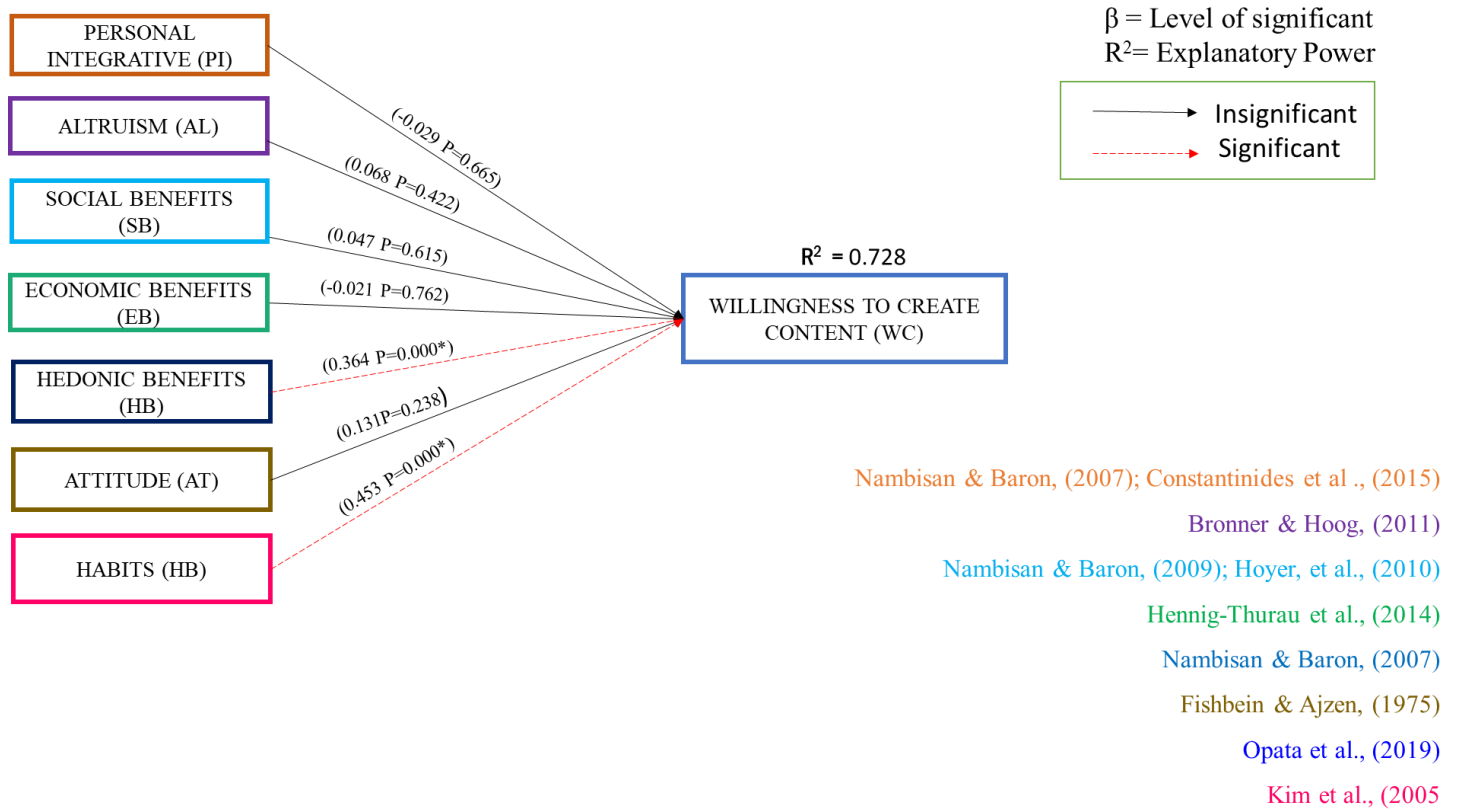 PERSONAL
INTEGRATIVE (PI)
ALTRUISM (AL)
SOCIAL BENEFITS
(SB)
ECONOMIC BENEFITS
(EB)
HEDONIC BENEFITS
(HB)
ATTITUDE (AT)
HABITS (HB)
(-0.029 P=0.665)
(0.068 P=0.422)
(0.047 P=0.615)
(-0.021 P=0.762)
(0.364 P=0.000*)
(0.131P=0.238)
(0.453 P=0.000*)
R² = 0.728
WILLINGNESS TO CREATE
CONTENT (WC)
β = Level of significant
R²= Explanatory Power
Insignificant
Significant
Nambisan & Baron, (2007); Constantinides et al ., (2015)
Bronner & Hoog, (2011)
Nambisan & Baron, (2009); Hoyer, et al., (2010)
Hennig-Thurau et al., (2014)
Nambisan & Baron, (2007)
Fishbein & Ajzen, (1975)
Opata et al., (2019)
Kim et al., (2005